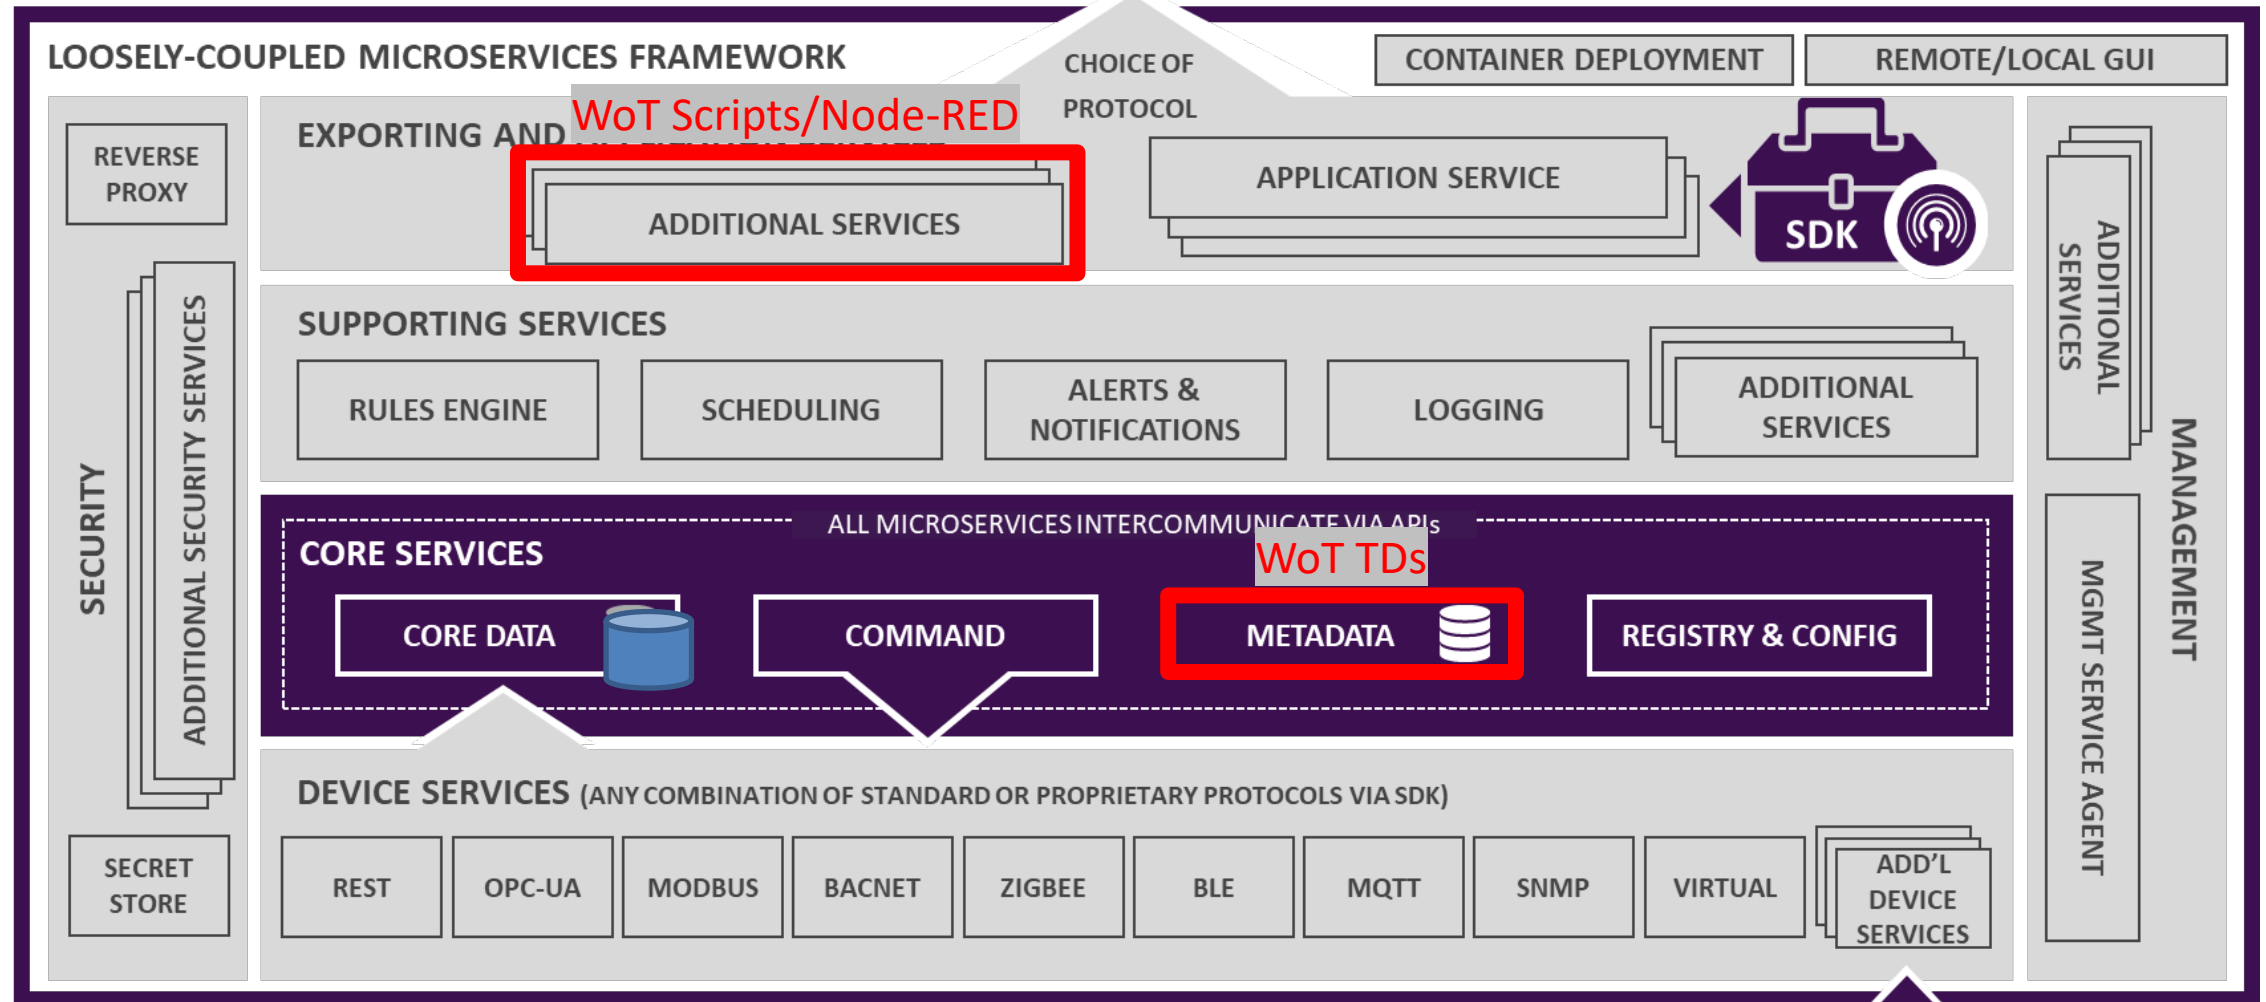 LOOSELY-COUPLED MICROSERVICES FRAMEWORK
CHOICE OF
PROTOCOL
CONTAINER DEPLOYMENT
REMOTE/LOCAL GUI
REVERSE
PROXY
ADDITIONAL SECURITY SERVICES
SECURITY
SECRET
STORE
EXPORTING AND
WoT Scripts/Node-RED
ADDITIONAL SERVICES
APPLICATION SERVICE
SDK
SUPPORTING SERVICES
RULES ENGINE
SCHEDULING
ALERTS &
NOTIFICATIONS
LOGGING
ADDITIONAL
SERVICES
ALL MICROSERVICES INTERCOMMUNICATE VIA APIs
CORE SERVICES
WoT TDs
CORE DATA
COMMAND
METADATA
REGISTRY & CONFIG
DEVICE SERVICES (ANY COMBINATION OF STANDARD OR PROPRIETARY PROTOCOLS VIA SDK)
REST
OPC-UA
MODBUS
BACNET
ZIGBEE
BLE
MQTT
SNMP
VIRTUAL
ADD'L
DEVICE
SERVICES
ADDITIONAL
SERVICES
MANAGEMENT
MGMT SERVICE AGENT